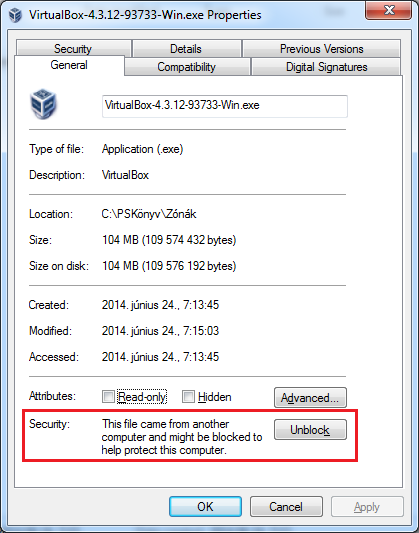 VirtualBox-4.3.12-93733-Win.exe Properties
Security Details Previous Versions
General Compatibility Digital Signatures
VirtualBox-4.3.12-93733-Win.exe
Type of file: Application (.exe)
Description: VirtualBox
Location: C:\PSKönyv\Zónák
Size: 104 MB (109 574 432 bytes)
Size on disk: 104 MB (109 576 192 bytes)
Created: 2014. június 24., 7:13:45
Modified: 2014. június 24., 7:15:03
Accessed: 2014. június 24., 7:13:45
Attributes: Read-only Hidden Advanced...
Security: This file came from another
computer and might be blocked to
help protect this computer.
Unblock
OK Cancel Apply